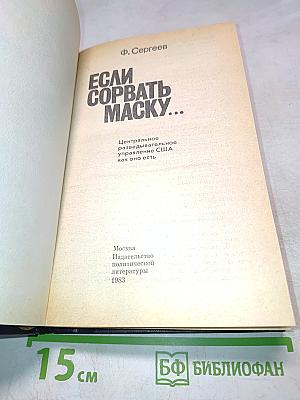 Ф. Сергеев
ЕСЛИ
СОРВАТЬ
МАСКУ...
Центральное
разведывательное
управление США
как оно есть
Москва
Издательство
политической
литературы
1983
15 см
БФ БИБЛИОФАН